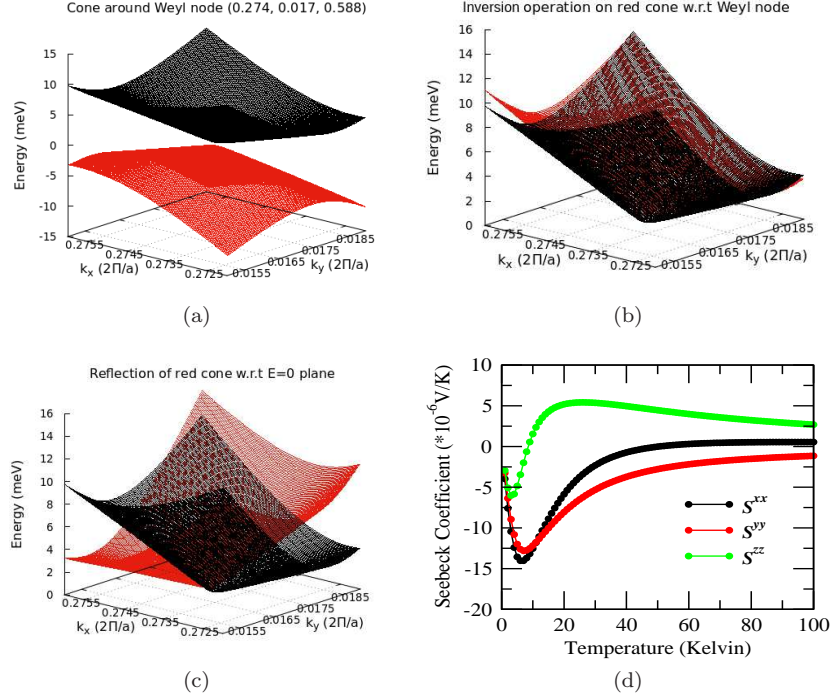 Cone around Weyl node (0.274, 0.017, 0.588)
15
10
5
0
-5
-10
-15
Energy (meV)
0.2755
0.2745
0.2735
0.2725
kx (2Π/a)
0.0155
0.0165
0.0175
0.0185
ky (2Π/a)
(a)
Inversion operation on red cone w.r.t Weyl node
16
14
12
10
8
6
4
2
0
Energy (meV)
0.2755
0.2745
0.2735
0.2725
kx (2Π/a)
0.0155
0.0165
0.0175
0.0185
ky (2Π/a)
(b)
Reflection of red cone w.r.t E=0 plane
16
14
12
10
8
6
4
2
0
Energy (meV)
0.2755
0.2745
0.2735
0.2725
kx (2Π/a)
0.0155
0.0165
0.0175
0.0185
ky (2Π/a)
(c)
10
5
0
-5
-10
-15
-20
Seebeck Coefficient (*10^-6V/K)
S^xx
S^yy
S^zz
0 20 40 60 80 100
Temperature (Kelvin)
(d)